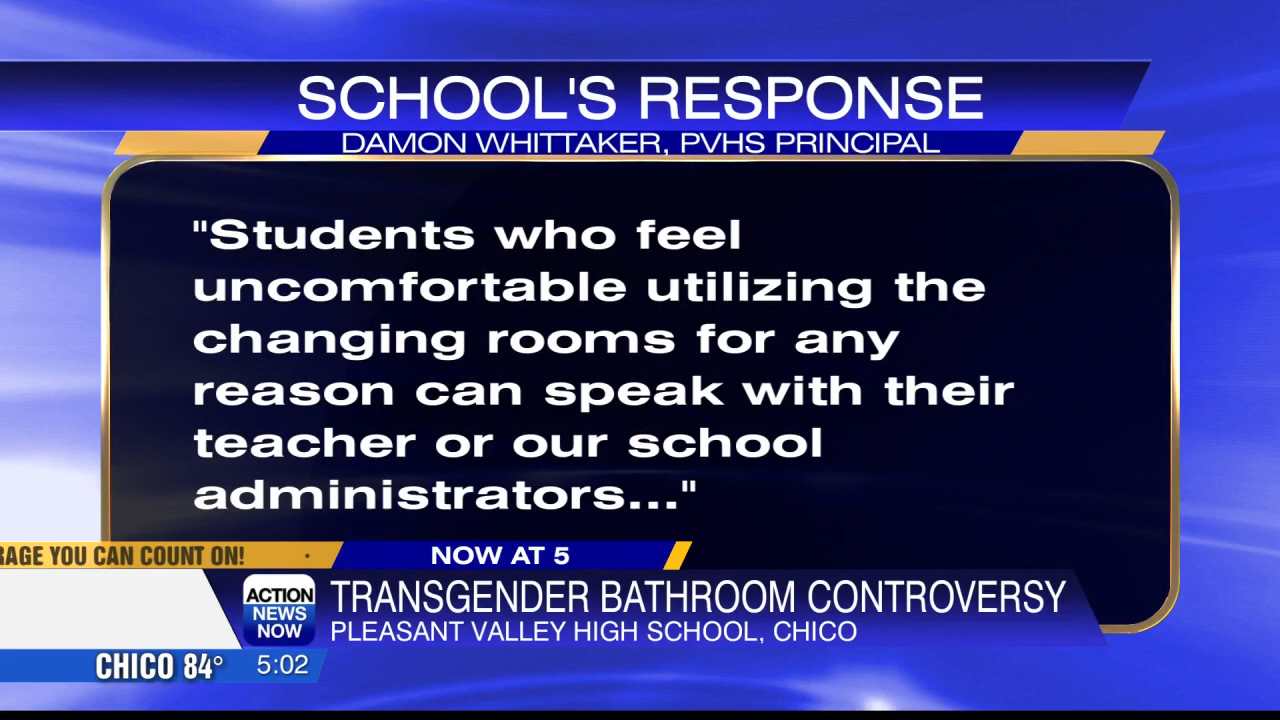 SCHOOL'S RESPONSE
DAMON WHITTAKER, PVHS PRINCIPAL
"Students who feel
uncomfortable utilizing the
changing rooms for any
reason can speak with their
teacher or our school
administrators..."
RAGE YOU CAN COUNT ON! •
NOW AT 5
ACTION
NEWS
NOW
TRANSGENDER BATHROOM CONTROVERSY
PLEASANT VALLEY HIGH SCHOOL, CHICO
CHICO 84° 5:02